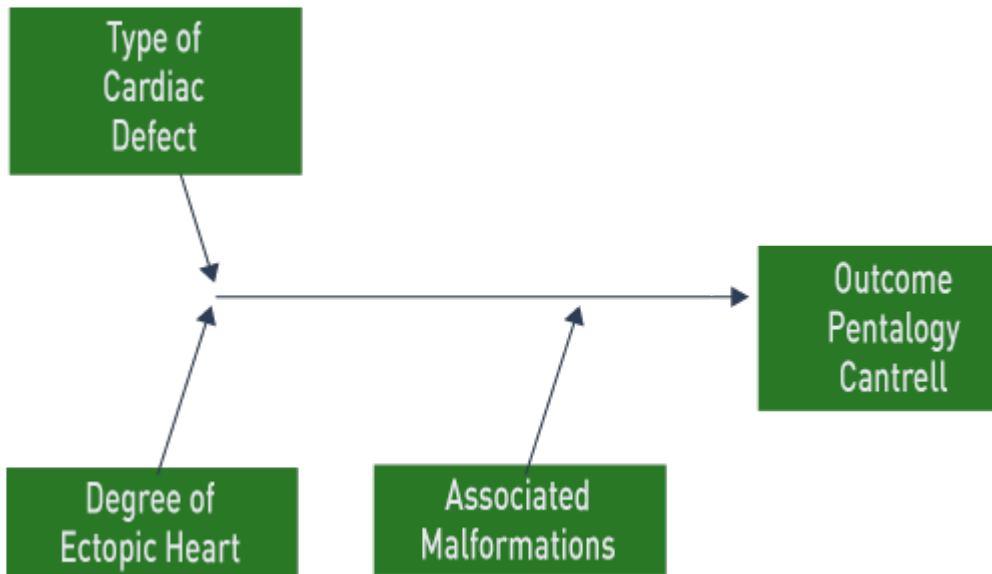 Type of
Cardiac
Defect
Outcome
Pentalogy
Cantrell
Degree of
Ectopic Heart
Associated
Malformations